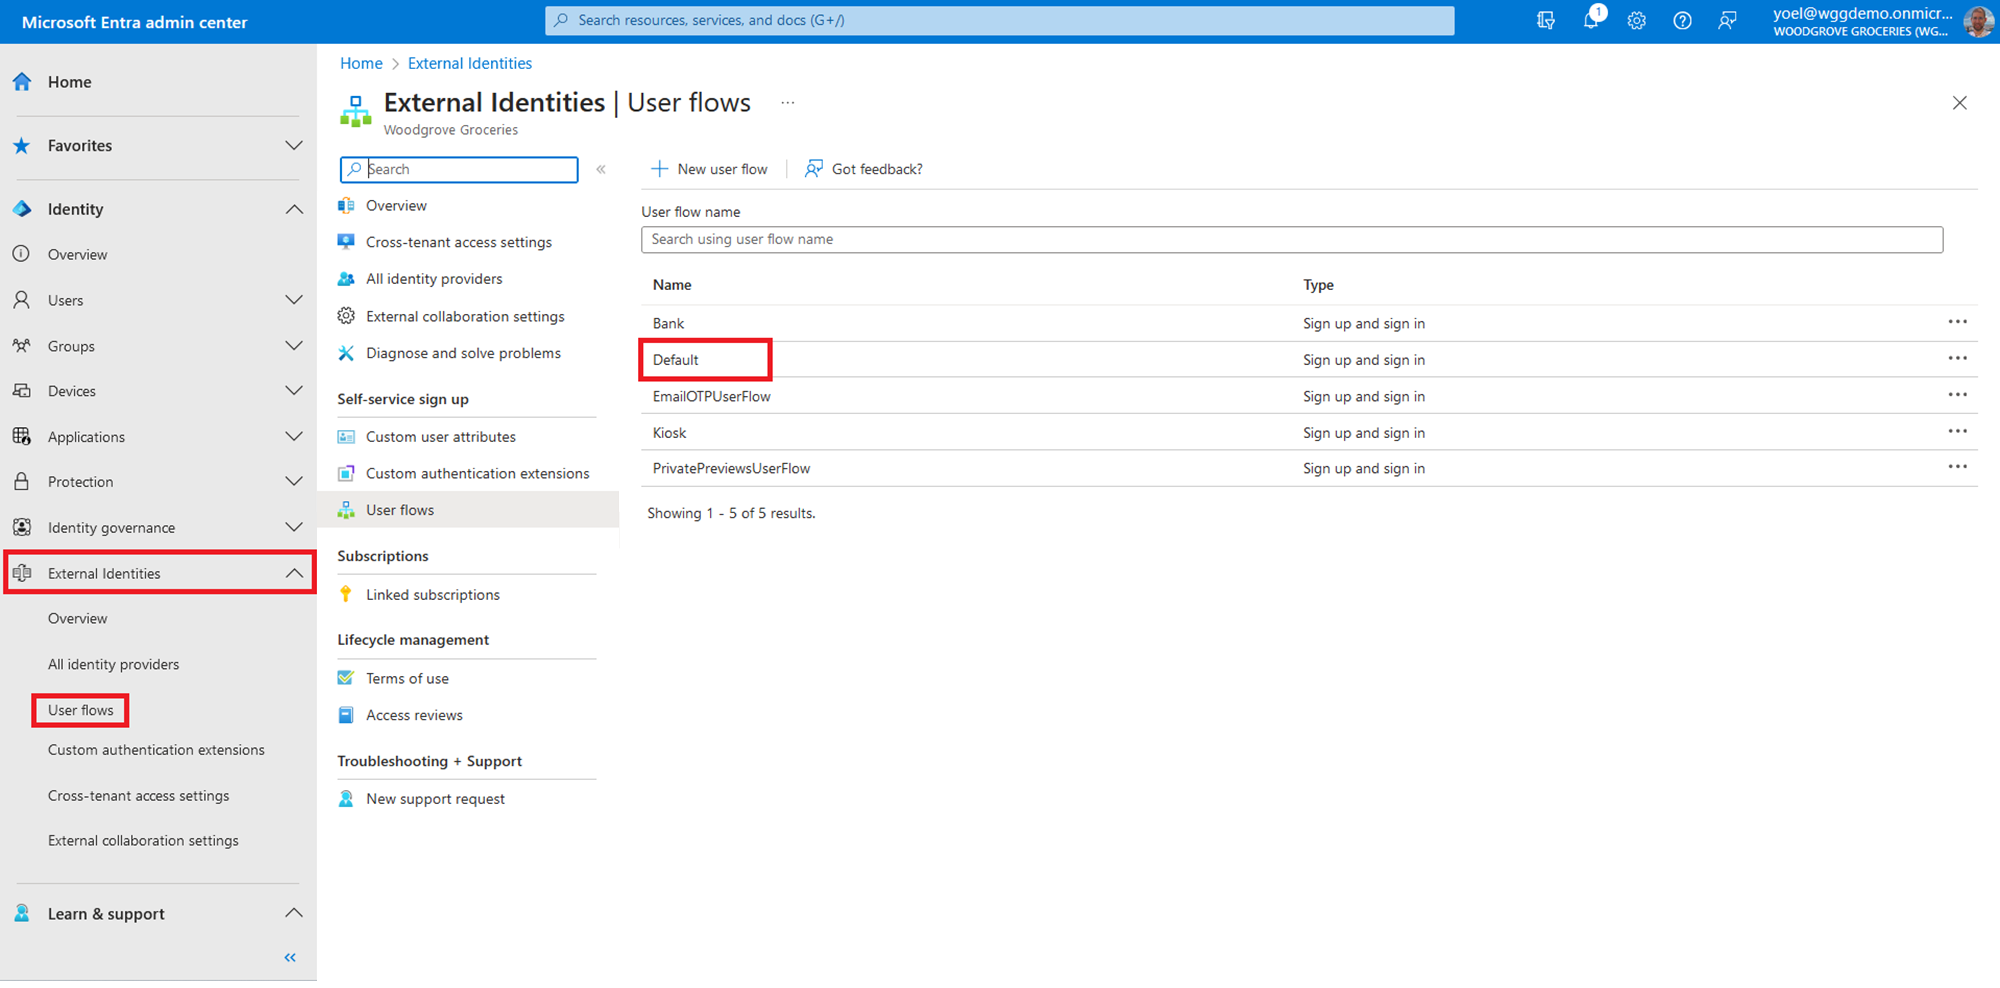 Microsoft Entra admin center
Search resources, services, and docs (G+/)
1
yoel@wggdemo.onmicr...
WOODGROVE GROCERIES (WG...
Home
Favorites
Identity
Overview
Users
Groups
Devices
Applications
Protection
Identity governance
External Identities
Overview
All identity providers
User flows
Custom authentication extensions
Cross-tenant access settings
External collaboration settings
Learn & support
Home > External Identities
External Identities | User flows ...
Woodgrove Groceries
Search
Overview
Cross-tenant access settings
All identity providers
External collaboration settings
Diagnose and solve problems
Self-service sign up
Custom user attributes
Custom authentication extensions
User flows
Subscriptions
Linked subscriptions
Lifecycle management
Terms of use
Access reviews
Troubleshooting + Support
New support request
New user flow
Got feedback?
User flow name
Search using user flow name
Name Type
Bank Sign up and sign in
Default Sign up and sign in
EmailOTPUserFlow Sign up and sign in
Kiosk Sign up and sign in
PrivatePreviewsUserFlow Sign up and sign in
Showing 1 - 5 of 5 results.